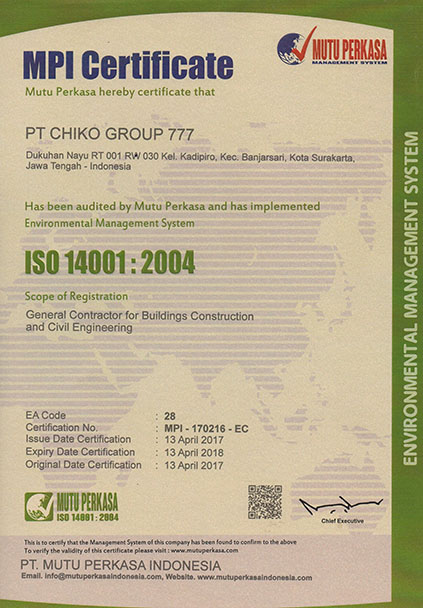 MUTU PERKASA
MANAGEMENT SYSTEM
MPI Certificate
Mutu Perkasa hereby certificate that
PT CHIKO GROUP 777
Dukuhan Nayu RT 001 RW 030 Kel. Kadipiro, Kec. Banjarsari, Kota Surakarta,
Jawa Tengah - Indonesia
Has been audited by Mutu Perkasa and has implemented
Environmental Management System
ISO 14001 : 2004
Scope of Registration
General Contractor for Buildings Construction
and Civil Engineering
EA Code : 28
Certification No. : MPI - 170216 - EC
Issue Date Certification : 13 April 2017
Expiry Date Certification : 13 April 2018
Original Date Certification : 13 April 2017
MUTU PERKASA
ISO 14001 : 2004
Chief Executive
This is to certify that the Management System of this company has been found to confirm to the above
To verify the validity of this certificate please visit : www.mutuperkasa.com
PT. MUTU PERKASA INDONESIA
Email. info@mutuperkasaindonesia.com, Website. www.mutuperkasaindonesia.com
ENVIRONMENTAL MANAGEMENT SYSTEM